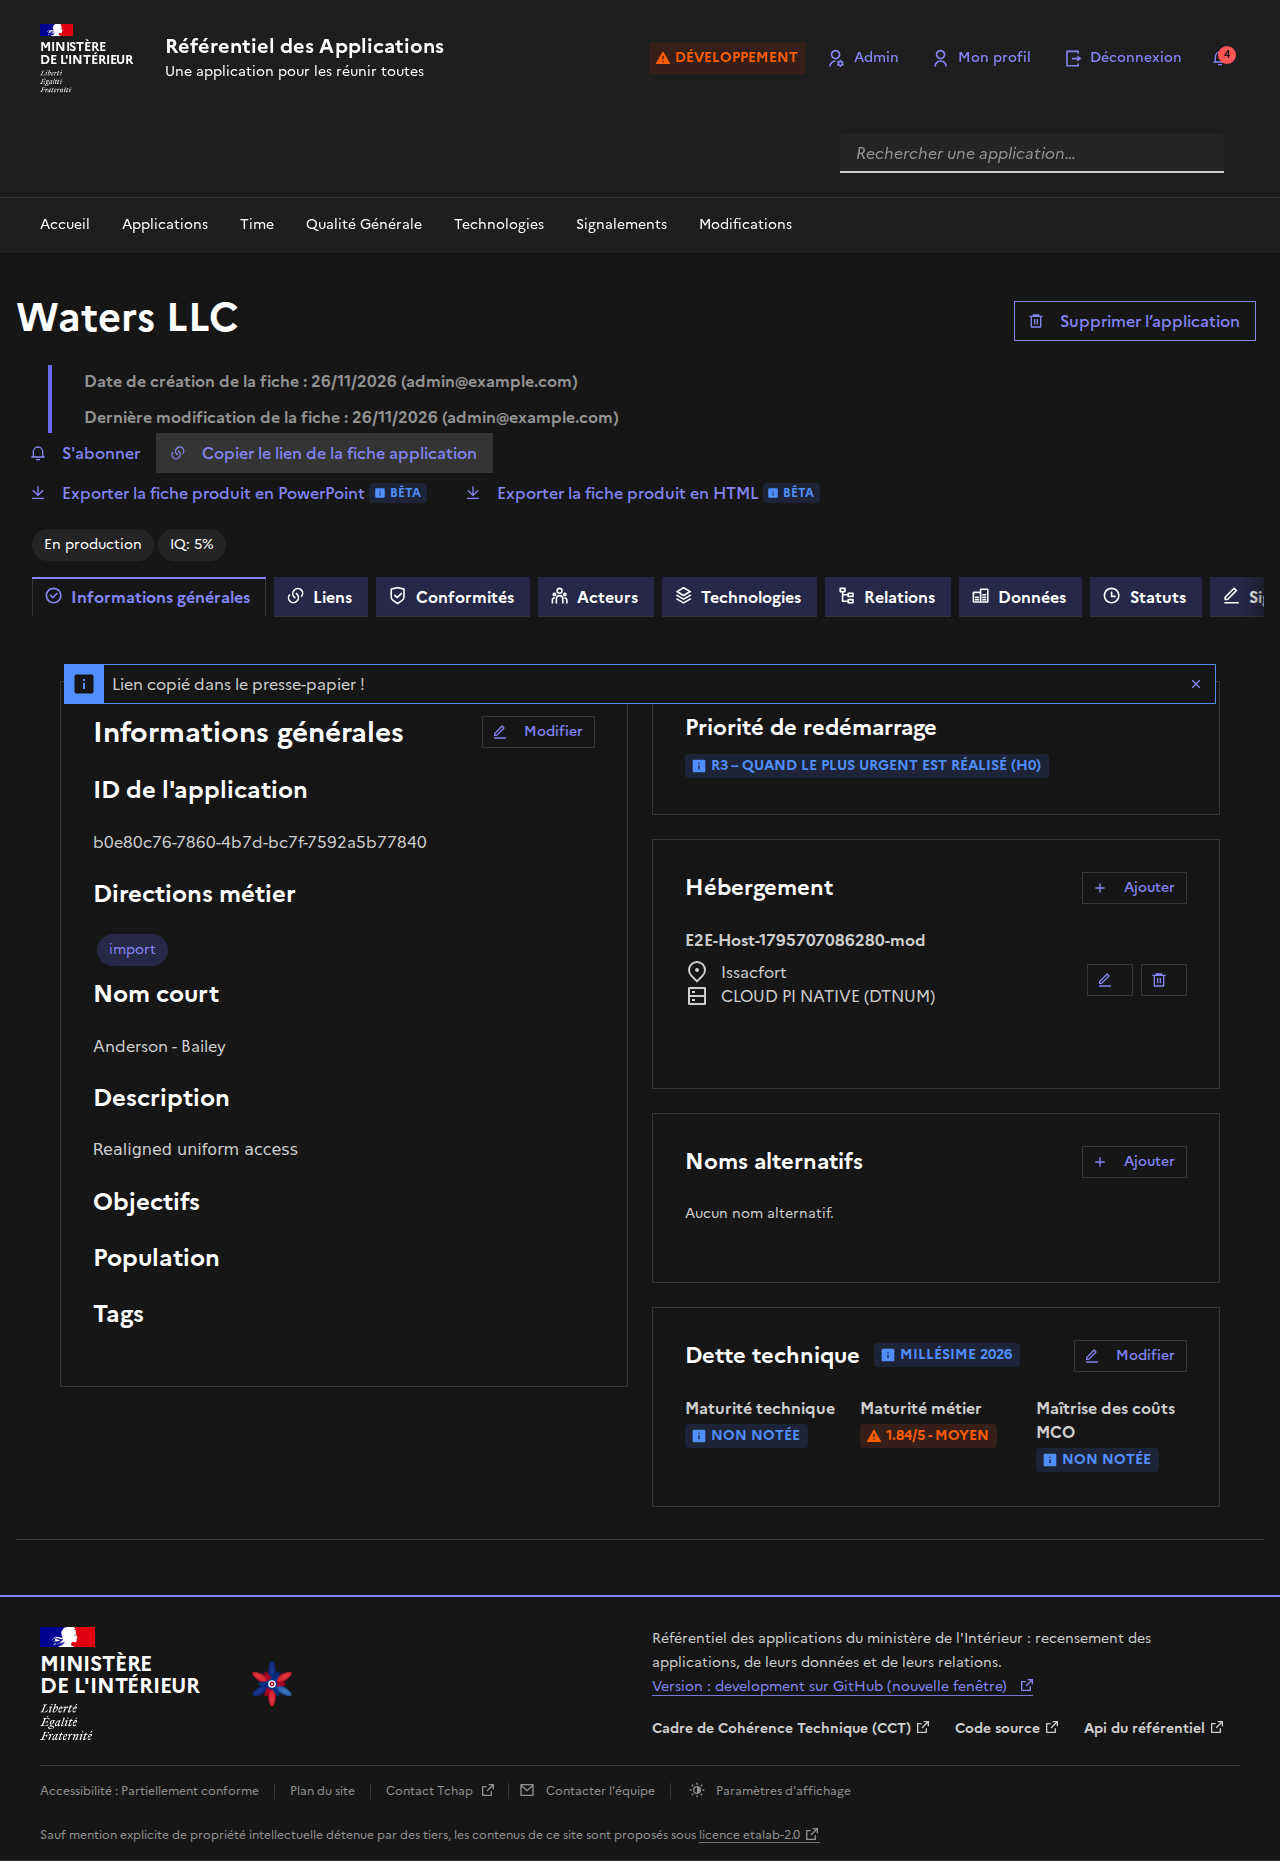 MINISTÈRE
DE L'INTÉRIEUR
Liberté
Égalité
Fraternité
Référentiel des Applications
Une application pour les réunir toutes
DÉVELOPPEMENT
Admin
Mon profil
Déconnexion
4
Rechercher une application…
Accueil
Applications
Time
Qualité Générale
Technologies
Signalements
Modifications
Waters LLC
Supprimer l’application
Date de création de la fiche : 26/11/2026 (admin@example.com)
Dernière modification de la fiche : 26/11/2026 (admin@example.com)
S'abonner
Copier le lien de la fiche application
Exporter la fiche produit en PowerPoint BÊTA
Exporter la fiche produit en HTML BÊTA
En production
IQ: 5%
Informations générales
Liens
Conformités
Acteurs
Technologies
Relations
Données
Statuts
Lien copié dans le presse-papier !
Informations générales
Modifier
ID de l'application
b0e80c76-7860-4b7d-bc7f-7592a5b77840
Directions métier
import
Nom court
Anderson - Bailey
Description
Realigned uniform access
Objectifs
Population
Tags
Priorité de redémarrage
R3 – QUAND LE PLUS URGENT EST RÉALISÉ (H0)
Hébergement
Ajouter
E2E-Host-1795707086280-mod
Issacfort
CLOUD PI NATIVE (DTNUM)
Noms alternatifs
Ajouter
Aucun nom alternatif.
Dette technique
MILLÉSIME 2026
Modifier
Maturité technique
NON NOTÉE
Maturité métier
1.84/5 - MOYEN
Maîtrise des coûts
MCO
NON NOTÉE
MINISTÈRE
DE L'INTÉRIEUR
Liberté
Égalité
Fraternité
Référentiel des applications du ministère de l'Intérieur : recensement des
applications, de leurs données et de leurs relations.
Version : development sur GitHub (nouvelle fenêtre)
Cadre de Cohérence Technique (CCT)
Code source
Api du référentiel
Accessibilité : Partiellement conforme
Plan du site
Contact Tchap
Contacter l'équipe
Paramètres d'affichage
Sauf mention explicite de propriété intellectuelle détenue par des tiers, les contenus de ce site sont proposés sous licence etalab-2.0